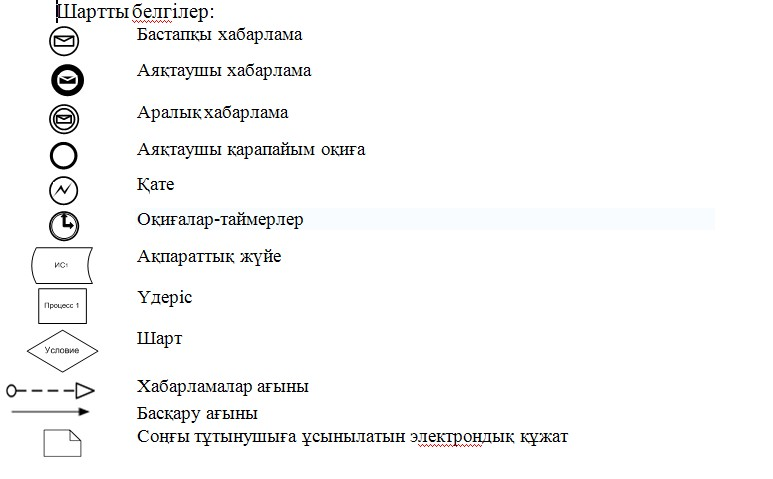 Шартты белгілер:
Бастапқы хабарлама
Аяқтаушы хабарлама
Аралық хабарлама
Аяқтаушы қарапайым оқиға
Қате
Оқиғалар-таймерлер
ИС1 Ақпараттық жүйе
Процесс 1 Үдеріс
Условие Шарт
Хабарламалар ағыны
Басқару ағыны
Соңғы тұтынушыға ұсынылатын электрондық құжат